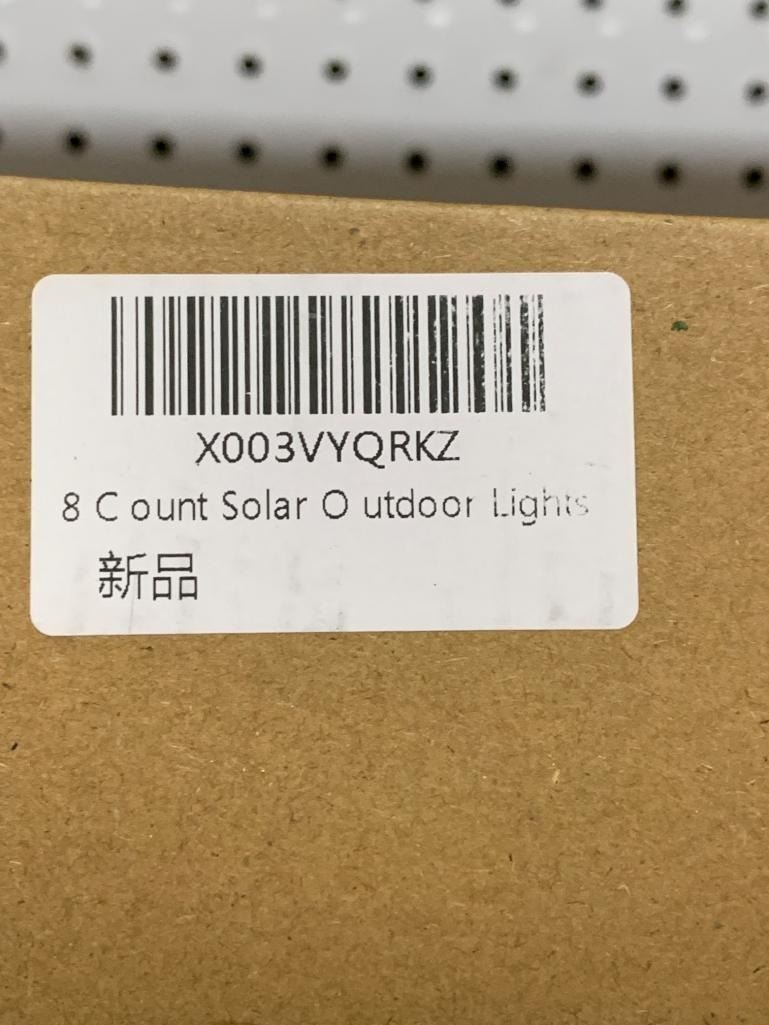 X003VYQRKZ
8 C ount Solar O utdoor Lights
新品